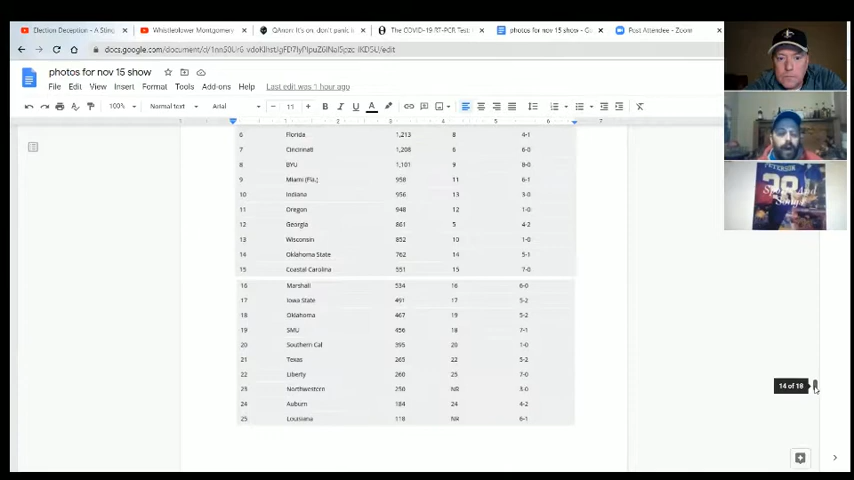 Election Deception - A Sting
Whistleblower Montgomery
QAnon: It's on, don't panic i
The COVID-19 RT-PCR Test:
photos for nov 15 show - Go
Post Attendee - Zoom
photos for nov 15 show
File Edit View Insert Format Tools Add-ons Help Last edit was 1 hour ago
100% Normal text Arial 11
6 Florida 1,213 8 4-1
7 Cincinnati 1,208 6 6-0
8 BYU 1,101 9 8-0
9 Miami (Fla.) 958 11 6-1
10 Indiana 956 13 3-0
11 Oregon 948 12 1-0
12 Georgia 861 5 4-2
13 Wisconsin 852 10 1-0
14 Oklahoma State 762 14 5-1
15 Coastal Carolina 551 15 7-0
16 Marshall 534 16 6-0
17 Iowa State 491 17 5-2
18 Oklahoma 467 19 5-2
19 SMU 456 18 7-1
20 Southern Cal 395 20 1-0
21 Texas 265 22 5-2
22 Liberty 260 25 7-0
23 Northwestern 250 NR 3-0
24 Auburn 184 24 4-2
25 Louisiana 118 NR 6-1
14 of 18
PETERSON
28
Sports And
Songs